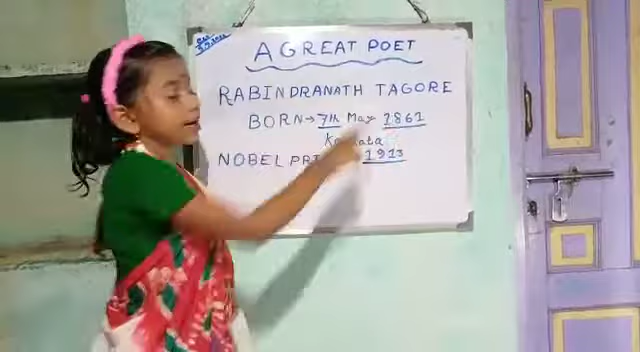 A GREAT POET
RABINDRANATH TAGORE
BORN→ 7th May 1861
Kolkata
NOBEL PRI 1913